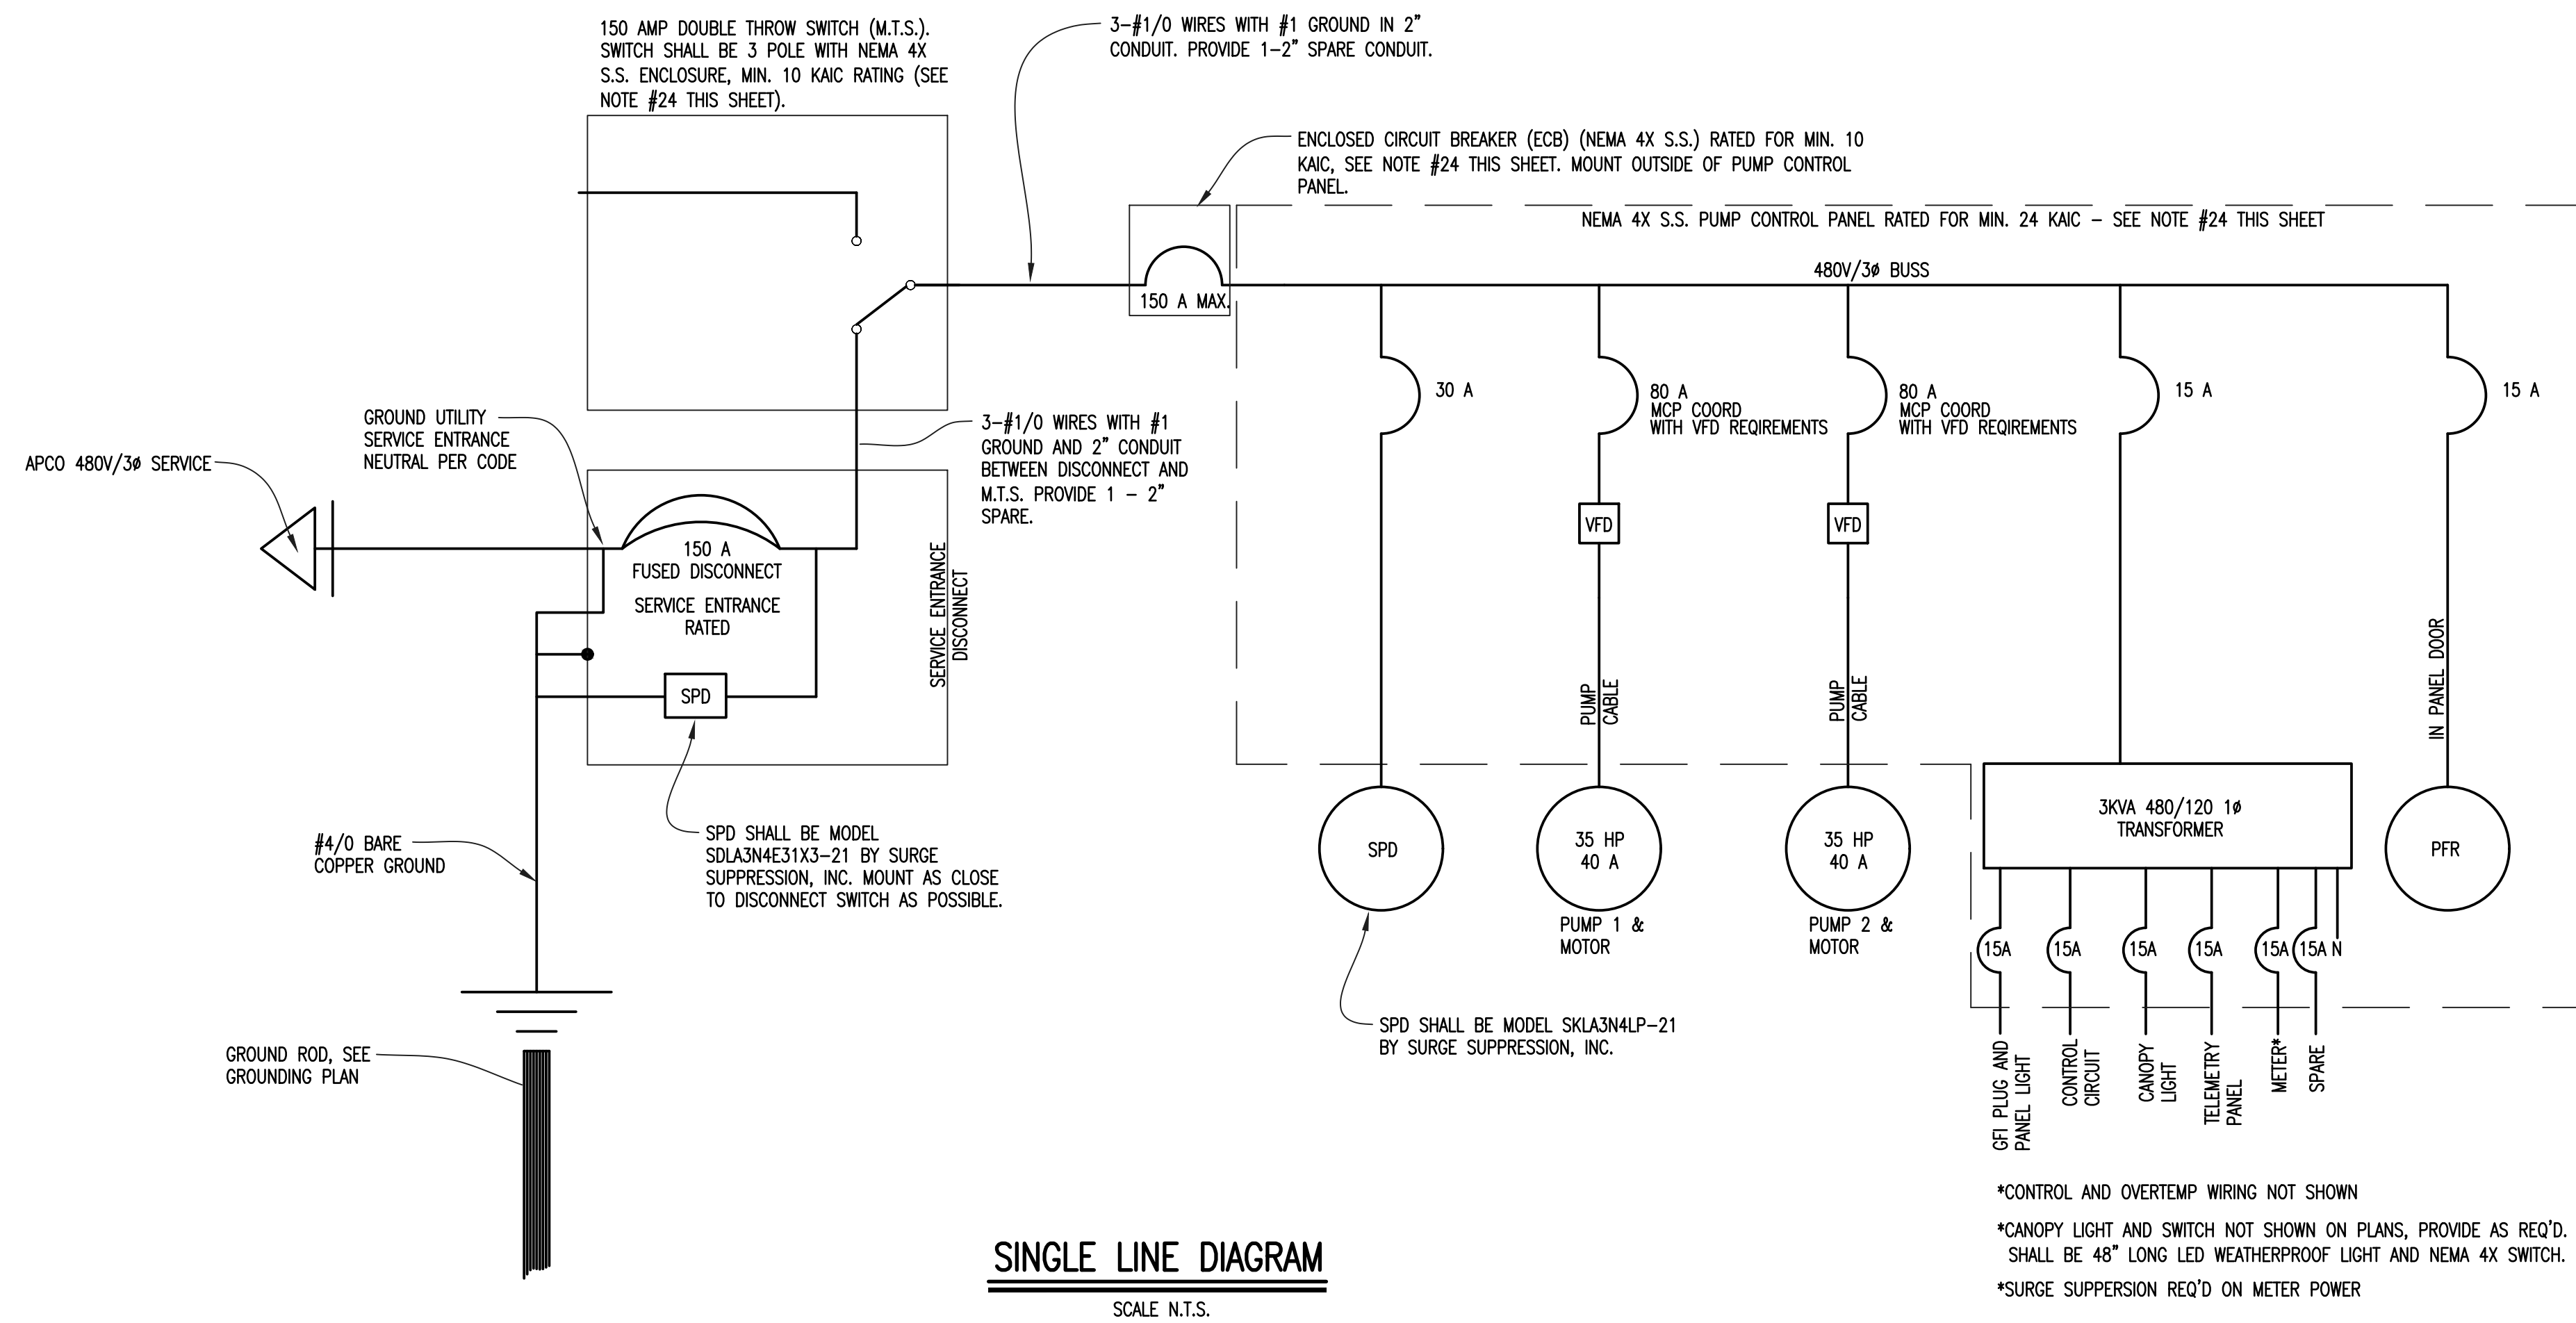 150 AMP DOUBLE THROW SWITCH (M.T.S.).
SWITCH SHALL BE 3 POLE WITH NEMA 4X
S.S. ENCLOSURE, MIN. 10 KAIC RATING (SEE
NOTE #24 THIS SHEET).
3-#1/0 WIRES WITH #1 GROUND IN 2"
CONDUIT. PROVIDE 1-2" SPARE CONDUIT.
ENCLOSED CIRCUIT BREAKER (ECB) (NEMA 4X S.S.) RATED FOR MIN. 10
KAIC, SEE NOTE #24 THIS SHEET. MOUNT OUTSIDE OF PUMP CONTROL
PANEL.
NEMA 4X S.S. PUMP CONTROL PANEL RATED FOR MIN. 24 KAIC - SEE NOTE #24 THIS SHEET
480V/3ø BUSS
150 A MAX.
30 A
80 A
MCP COORD
WITH VFD REQIREMENTS
80 A
MCP COORD
WITH VFD REQIREMENTS
15 A
15 A
GROUND UTILITY
SERVICE ENTRANCE
NEUTRAL PER CODE
APCO 480V/3ø SERVICE
3-#1/0 WIRES WITH #1
GROUND AND 2" CONDUIT
BETWEEN DISCONNECT AND
M.T.S. PROVIDE 1 - 2"
SPARE.
150 A
FUSED DISCONNECT
SERVICE ENTRANCE
RATED
SERVICE ENTRANCE
DISCONNECT
SPD
VFD
VFD
PUMP
CABLE
PUMP
CABLE
IN PANEL DOOR
SPD SHALL BE MODEL
SDLA3N4E31X3-21 BY SURGE
SUPPRESSION, INC. MOUNT AS CLOSE
TO DISCONNECT SWITCH AS POSSIBLE.
#4/0 BARE
COPPER GROUND
SPD
35 HP
40 A
PUMP 1 &
MOTOR
35 HP
40 A
PUMP 2 &
MOTOR
3KVA 480/120 1ø
TRANSFORMER
PFR
15A
15A
15A
15A
15A
15A
N
SPD SHALL BE MODEL SKLA3N4LP-21
BY SURGE SUPPRESSION, INC.
GFI PLUG AND
PANEL LIGHT
CONTROL
CIRCUIT
CANOPY
LIGHT
TELEMETRY
PANEL
METER*
SPARE
GROUND ROD, SEE
GROUNDING PLAN
*CONTROL AND OVERTEMP WIRING NOT SHOWN
*CANOPY LIGHT AND SWITCH NOT SHOWN ON PLANS, PROVIDE AS REQ'D.
SHALL BE 48" LONG LED WEATHERPROOF LIGHT AND NEMA 4X SWITCH.
*SURGE SUPPERSION REQ'D ON METER POWER
SINGLE LINE DIAGRAM
SCALE N.T.S.